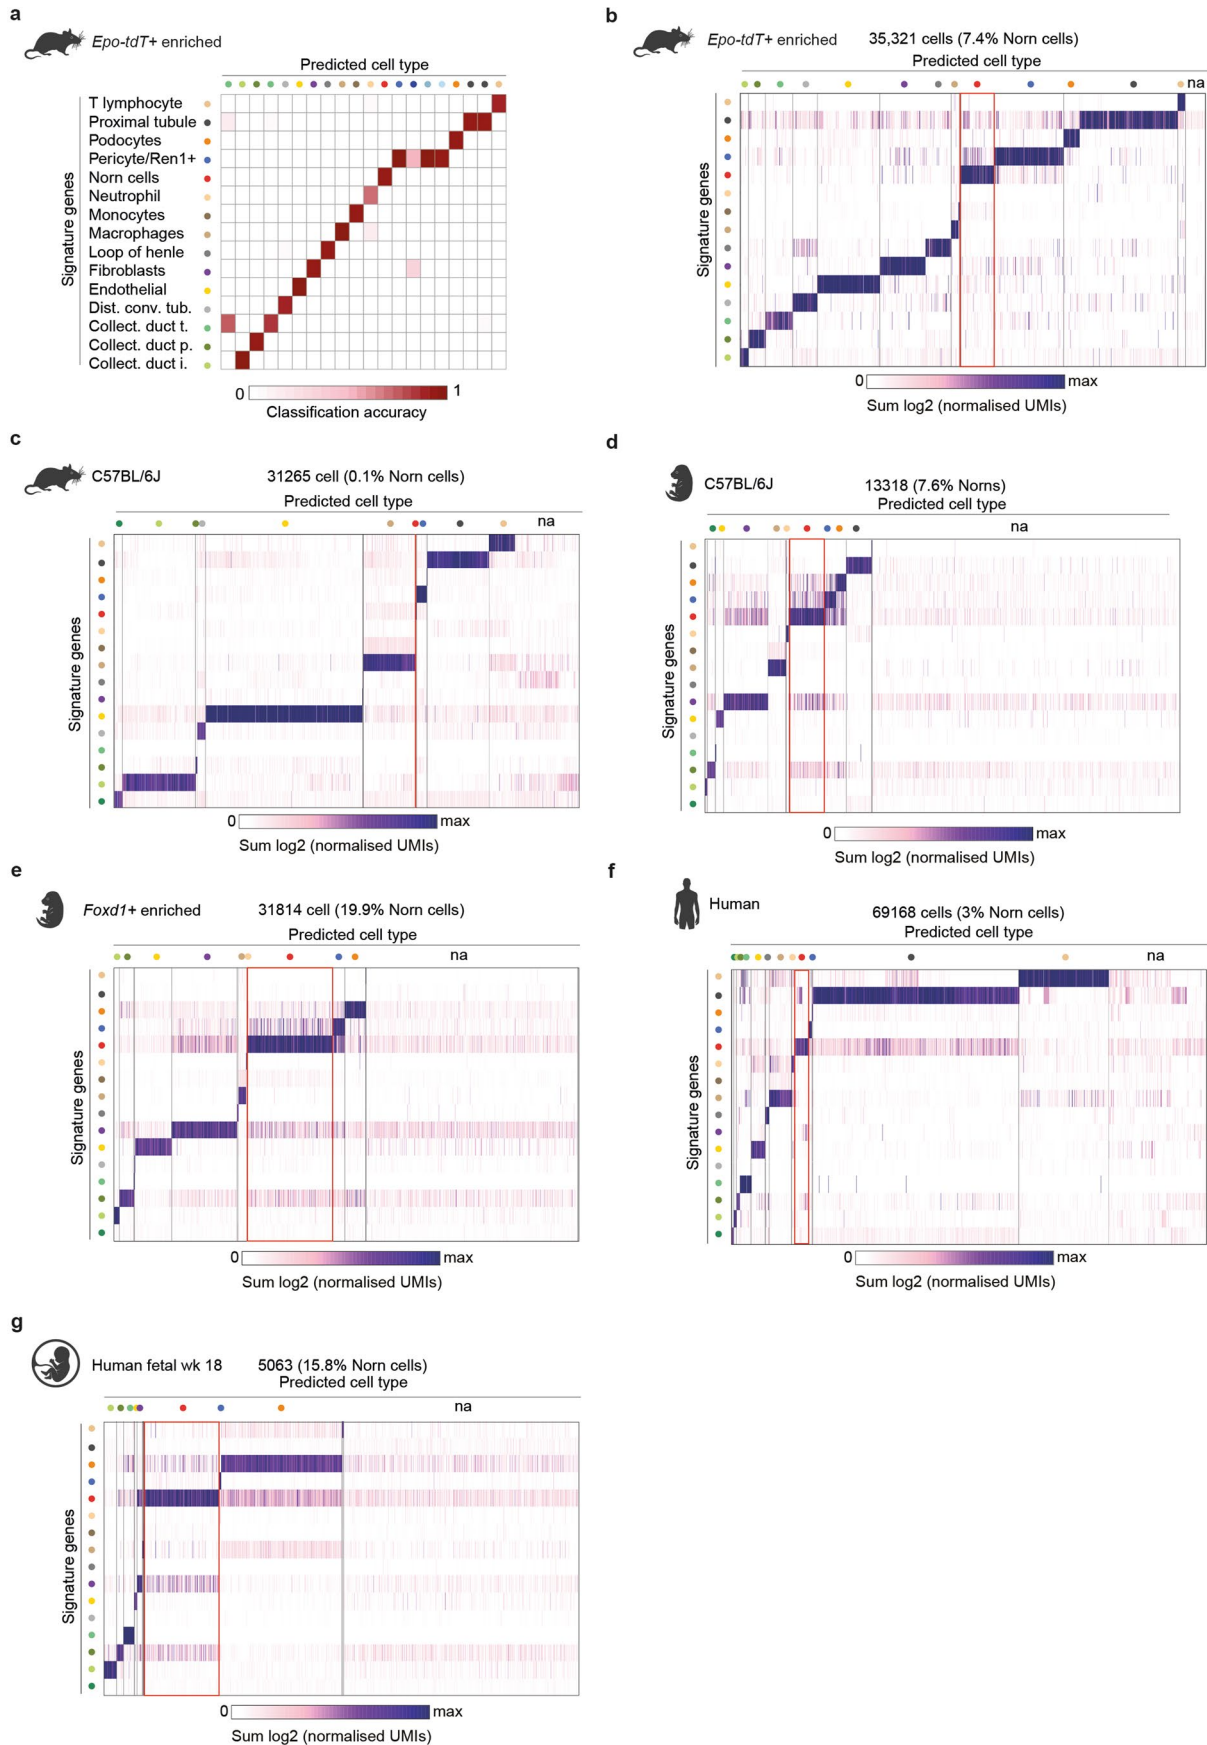 a
Epo-tdT+ enriched
Predicted cell type
Signature genes
T lymphocyte
Proximal tubule
Podocytes
Pericyte/Ren1+
Norn cells
Neutrophil
Monocytes
Macrophages
Loop of henle
Fibroblasts
Endothelial
Dist. conv. tub.
Collect. duct t.
Collect. duct p.
Collect. duct i.
0 1
Classification accuracy
b
Epo-tdT+ enriched
35,321 cells (7.4% Norn cells)
Predicted cell type
na
Signature genes
0 max
Sum log2 (normalised UMIs)
c
C57BL/6J
31265 cell (0.1% Norn cells)
Predicted cell type
na
Signature genes
0 max
Sum log2 (normalised UMIs)
d
C57BL/6J
13318 (7.6% Norns)
Predicted cell type
na
Signature genes
0 max
Sum log2 (normalised UMIs)
e
Foxd1+ enriched
31814 cell (19.9% Norn cells)
Predicted cell type
na
Signature genes
0 max
Sum log2 (normalised UMIs)
f
Human
69168 cells (3% Norn cells)
Predicted cell type
na
Signature genes
0 max
Sum log2 (normalised UMIs)
g
Human fetal wk 18
5063 (15.8% Norn cells)
Predicted cell type
na
Signature genes
0 max
Sum log2 (normalised UMIs)